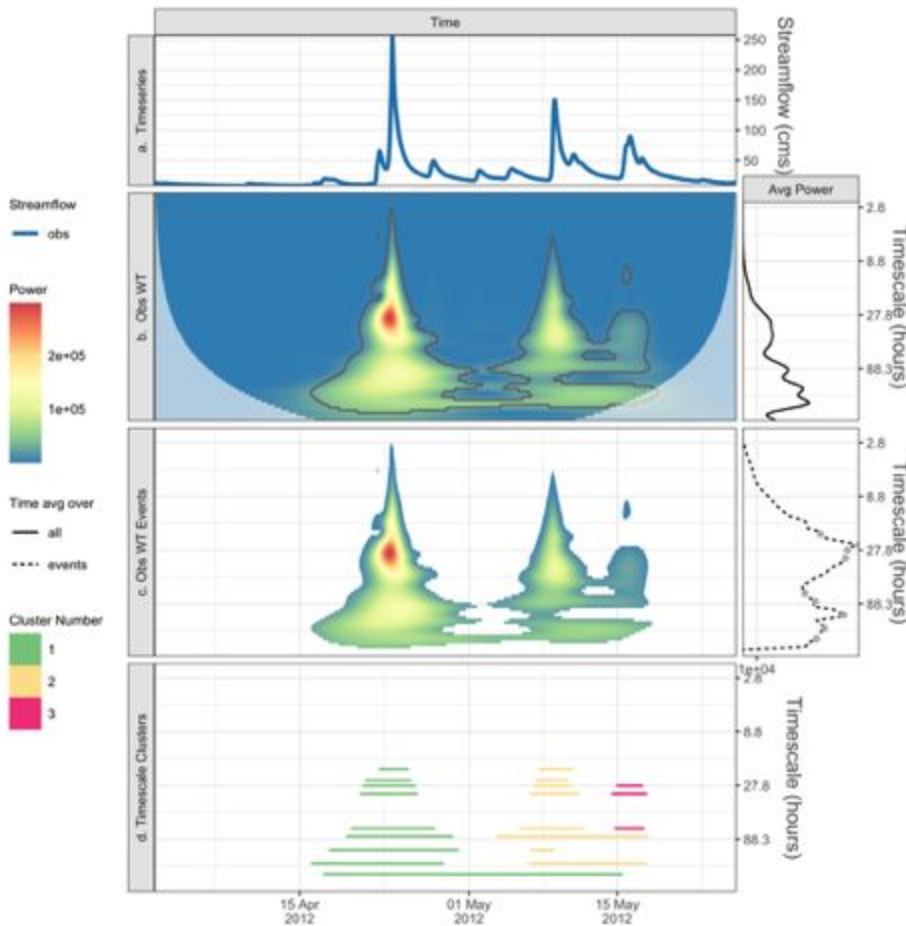 Time
a. Timeseries
250
200
150
100
50
Streamflow (cms)
Streamflow
obs
Power
2e+05
1e+05
Time avg over
all
events
Cluster Number
1
2
3
b. Obs WT
Avg Power
2.8
8.8
27.8
88.3
Timescale (hours)
c. Obs WT Events
2.8
8.8
27.8
88.3
Timescale (hours)
1e+04
d. Timescale Clusters
2.8
8.8
27.8
88.3
Timescale (hours)
15 Apr
2012
01 May
2012
15 May
2012